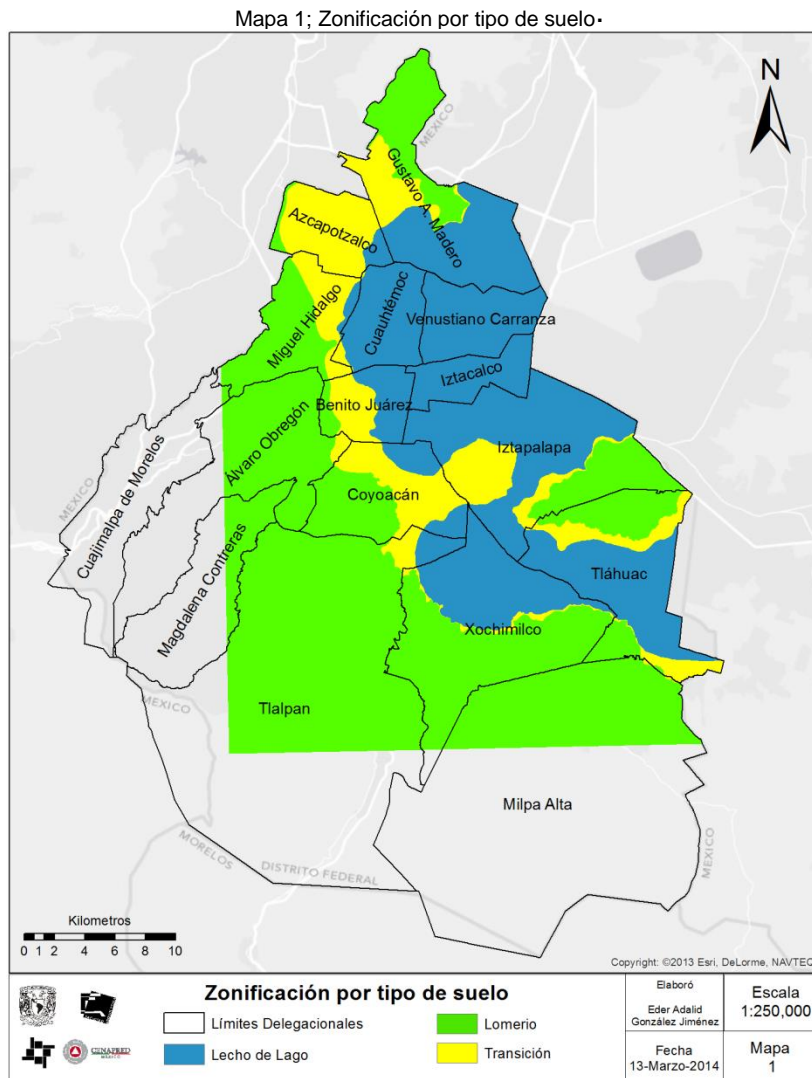 Mapa 1; Zonificación por tipo de suelo.
N
MEXICO
Gustavo A. Madero
Azcapotzalco
Miguel Hidalgo
Cuauhtémoc
Venustiano Carranza
Iztacalco
Benito Juárez
Álvaro Obregón
Iztapalapa
Coyoacán
MEXICO
Cuajimalpa de Morelos
Magdalena Contreras
Tláhuac
Xochimilco
MEXICO
Tlalpan
Milpa Alta
MORELOS
DISTRITO FEDERAL
MEXICO
Kilometros
0 1 2 4 6 8 10
Copyright: ©2013 Esri, DeLorme, NAVTEQ
Zonificación por tipo de suelo
Límites Delegacionales
Lomerio
Lecho de Lago
Transición
CENAPRED
MÉXICO
Elaboró
Eder Adalid
González Jiménez
Escala
1:250,000
Fecha
13-Marzo-2014
Mapa
1